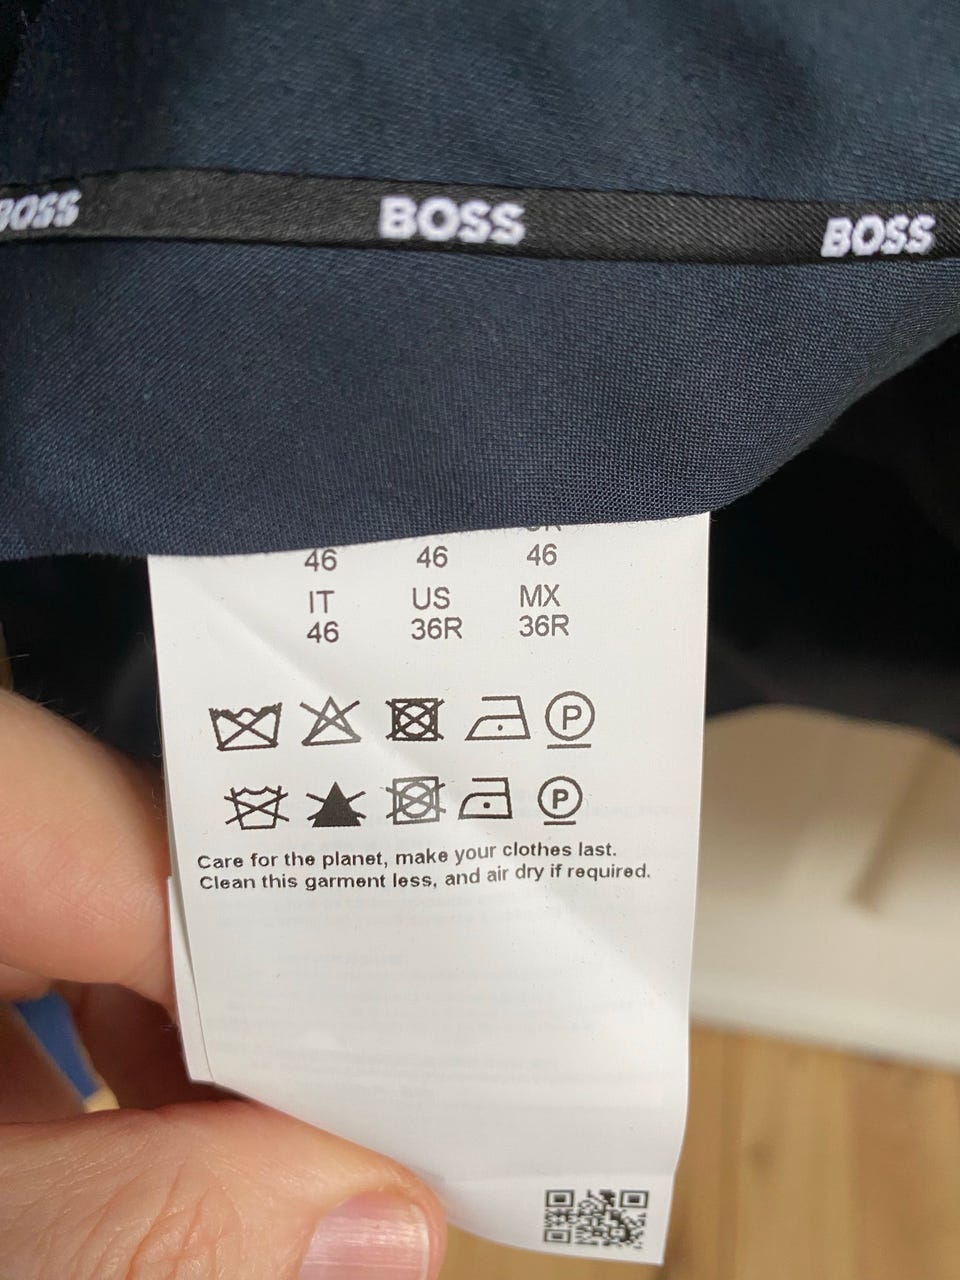 BOSS BOSS BOSS
46 46 46
IT US MX
46 36R 36R
P
P
Care for the planet, make your clothes last.
Clean this garment less, and air dry if required.